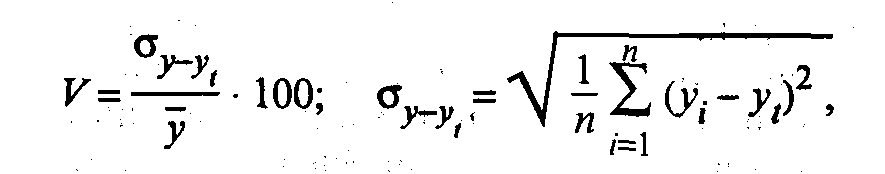 V = σ_{y−y_t} / ȳ · 100; σ_{y−y_t} = √(1/n ∑_{i=1}^{n} (y_i − y_t)²),